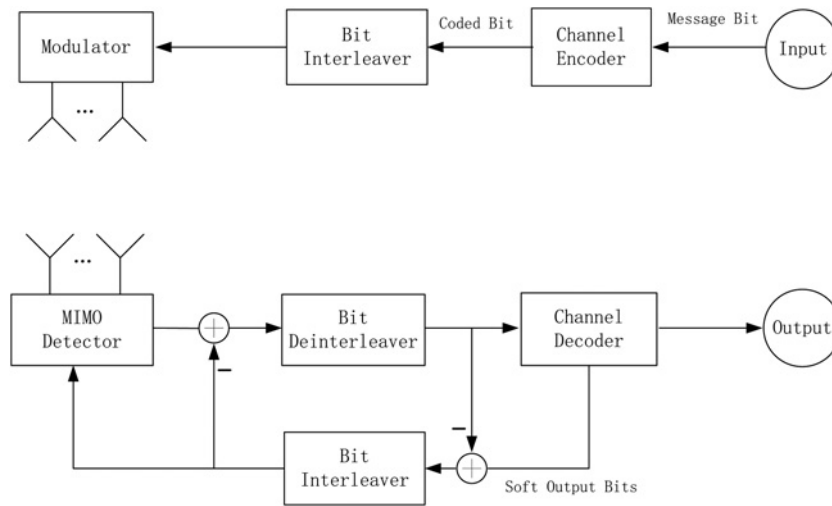 Modulator
...
Bit
Interleaver
Coded Bit
Channel
Encoder
Message Bit
Input
...
MIMO
Detector
+
−
Bit
Deinterleaver
Channel
Decoder
Output
Bit
Interleaver
−
+
Soft Output Bits